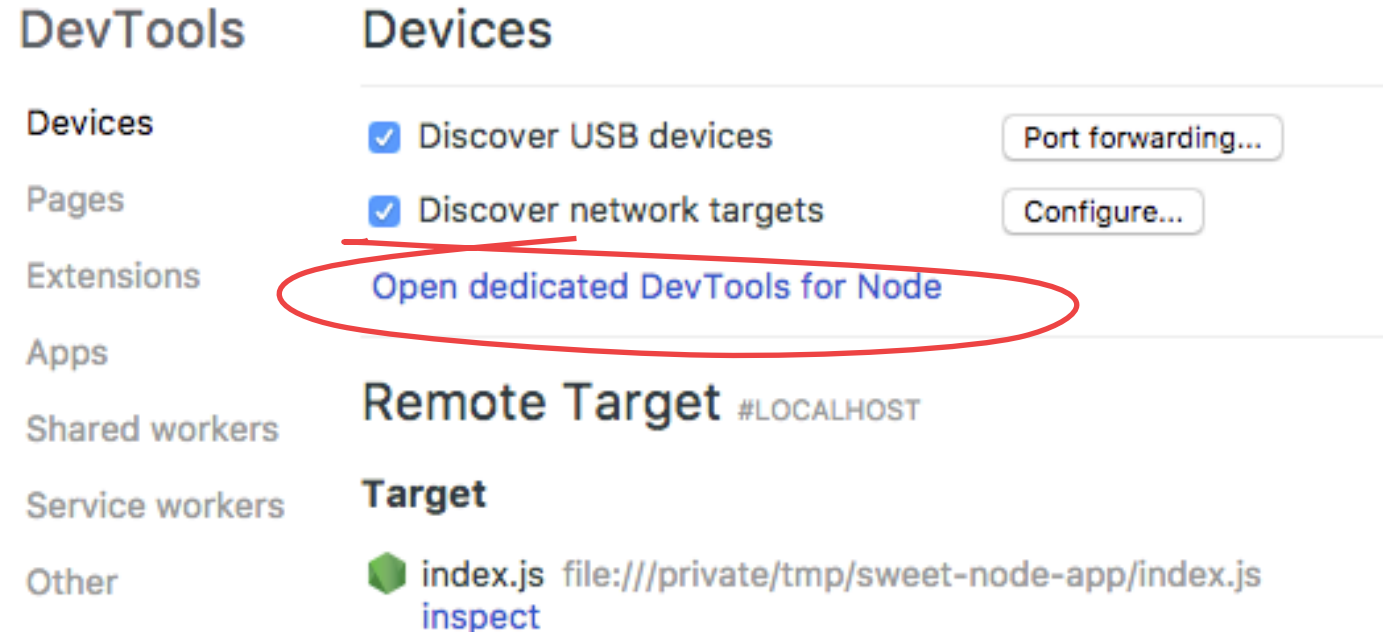 DevTools
Devices
Pages
Extensions
Apps
Shared workers
Service workers
Other
Devices
Discover USB devices
Port forwarding...
Discover network targets
Configure...
Open dedicated DevTools for Node
Remote Target #LOCALHOST
Target
index.js file:///private/tmp/sweet-node-app/index.js
inspect